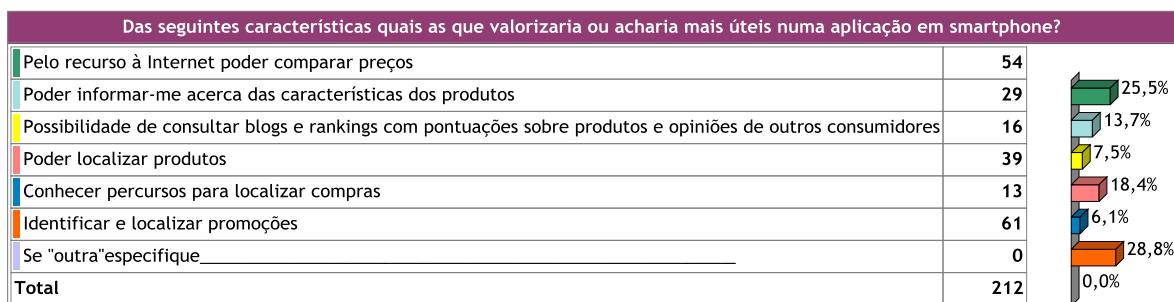 Das seguintes características quais as que valorizaria ou acharia mais úteis numa aplicação em smartphone?
Pelo recurso à Internet poder comparar preços 54 25,5%
Poder informar-me acerca das características dos produtos 29 13,7%
Possibilidade de consultar blogs e rankings com pontuações sobre produtos e opiniões de outros consumidores 16 7,5%
Poder localizar produtos 39 18,4%
Conhecer percursos para localizar compras 13 6,1%
Identificar e localizar promoções 61 28,8%
Se "outra"especifique______________________________________________________ 0 0,0%
Total 212